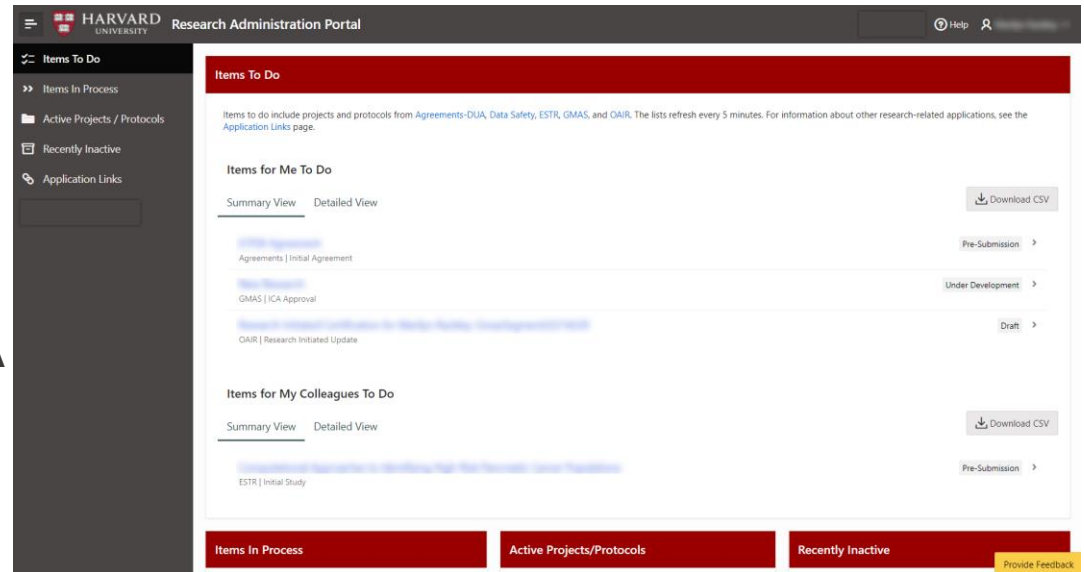 HARVARD
UNIVERSITY
Research Administration Portal
Help
Items To Do
Items In Process
Active Projects / Protocols
Recently Inactive
Application Links
Items To Do
Items to do include projects and protocols from Agreements-DUA, Data Safety, ESTR, GMAS, and OAIR. The lists refresh every 5 minutes. For information about other research-related applications, see the
Application Links page.
Items for Me To Do
Summary View Detailed View
Download CSV
Pre-Submission
Agreements | Initial Agreement
Under Development
GMAS | ICA Approval
Draft
OAIR | Research Initiated Update
Items for My Colleagues To Do
Summary View Detailed View
Download CSV
Pre-Submission
ESTR | Initial Study
Items In Process
Active Projects/Protocols
Recently Inactive
Provide Feedback